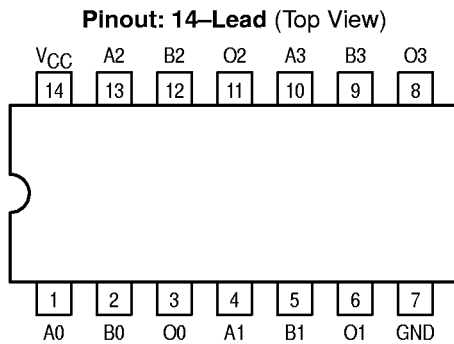 Pinout: 14–Lead (Top View)
VCC A2 B2 O2 A3 B3 O3
14 13 12 11 10 9 8
1 2 3 4 5 6 7
A0 B0 O0 A1 B1 O1 GND